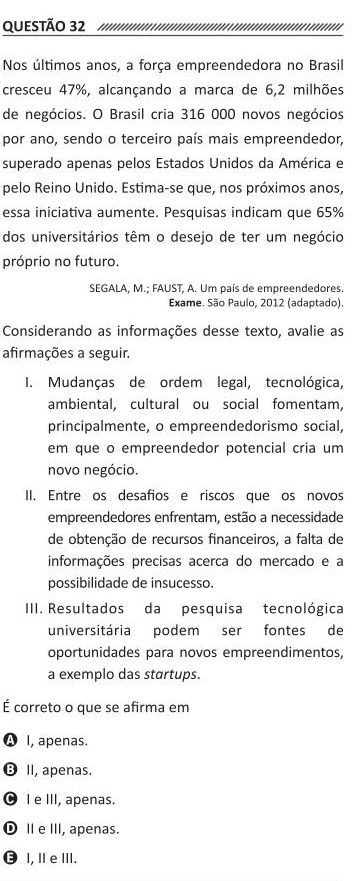 QUESTÃO 32
Nos últimos anos, a força empreendedora no Brasil
cresceu 47%, alcançando a marca de 6,2 milhões
de negócios. O Brasil cria 316 000 novos negócios
por ano, sendo o terceiro país mais empreendedor,
superado apenas pelos Estados Unidos da América e
pelo Reino Unido. Estima-se que, nos próximos anos,
essa iniciativa aumente. Pesquisas indicam que 65%
dos universitários têm o desejo de ter um negócio
próprio no futuro.
SEGALA, M.; FAUST, A. Um país de empreendedores.
Exame. São Paulo, 2012 (adaptado).
Considerando as informações desse texto, avalie as
afirmações a seguir.
I. Mudanças de ordem legal, tecnológica,
ambiental, cultural ou social fomentam,
principalmente, o empreendedorismo social,
em que o empreendedor potencial cria um
novo negócio.
II. Entre os desafios e riscos que os novos
empreendedores enfrentam, estão a necessidade
de obtenção de recursos financeiros, a falta de
informações precisas acerca do mercado e a
possibilidade de insucesso.
III. Resultados da pesquisa tecnológica
universitária podem ser fontes de
oportunidades para novos empreendimentos,
a exemplo das startups.
É correto o que se afirma em
A I, apenas.
B II, apenas.
C I e III, apenas.
D II e III, apenas.
E I, II e III.